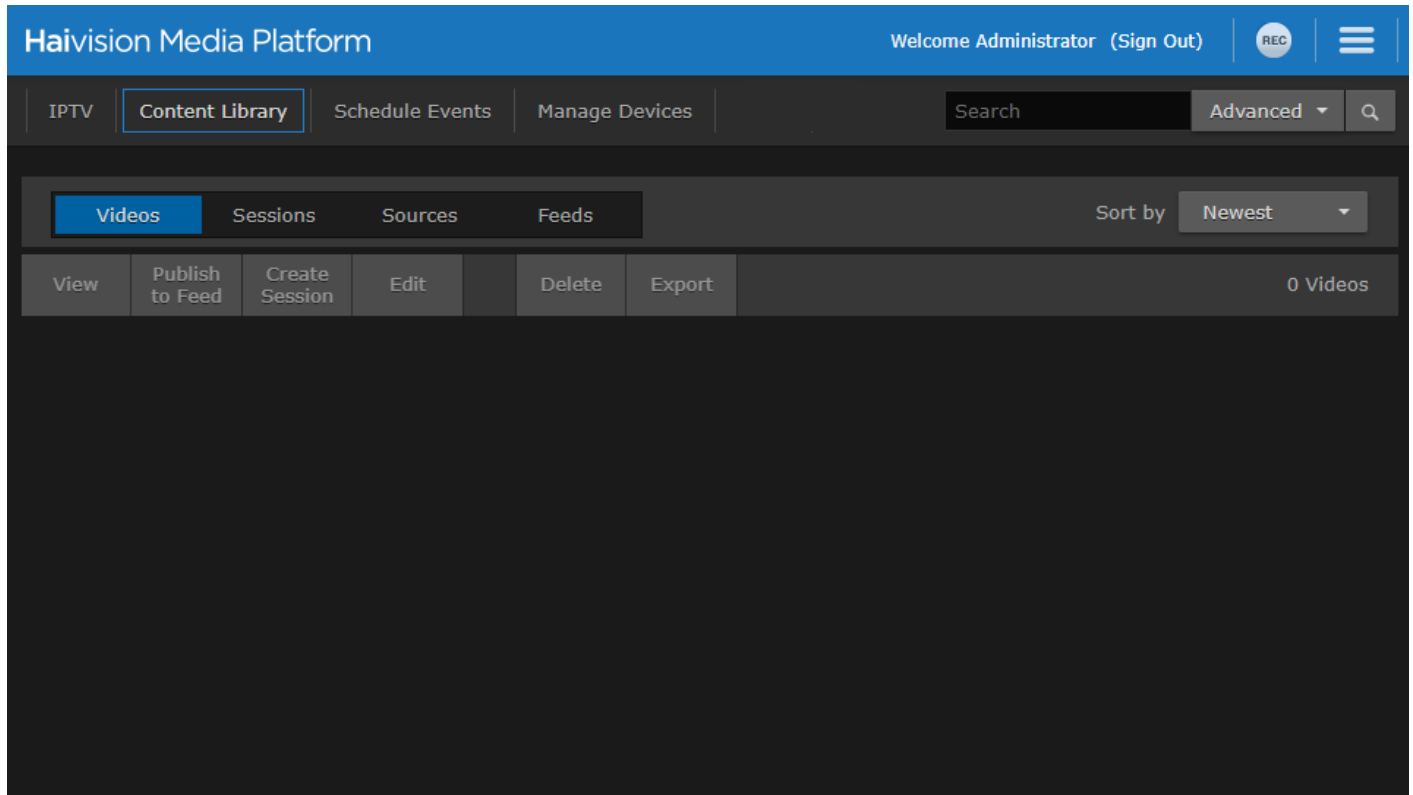 Haivision Media Platform
Welcome Administrator (Sign Out)
REC
IPTV
Content Library
Schedule Events
Manage Devices
Search
Advanced
Videos
Sessions
Sources
Feeds
Sort by
Newest
View
Publish
to Feed
Create
Session
Edit
Delete
Export
0 Videos